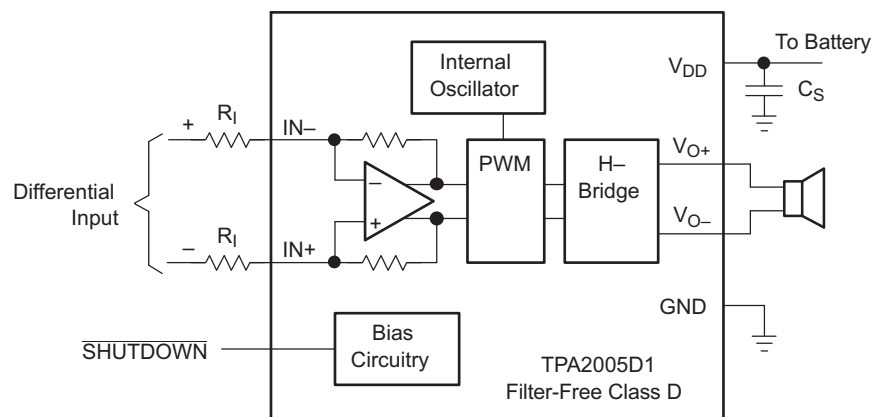 To Battery
Internal
Oscillator
V_DD
C_S
+
R_I
IN–
–
PWM
H–
Bridge
V_O+
Differential
Input
+
V_O–
–
R_I
IN+
GND
SHUTDOWN
Bias
Circuitry
TPA2005D1
Filter-Free Class D